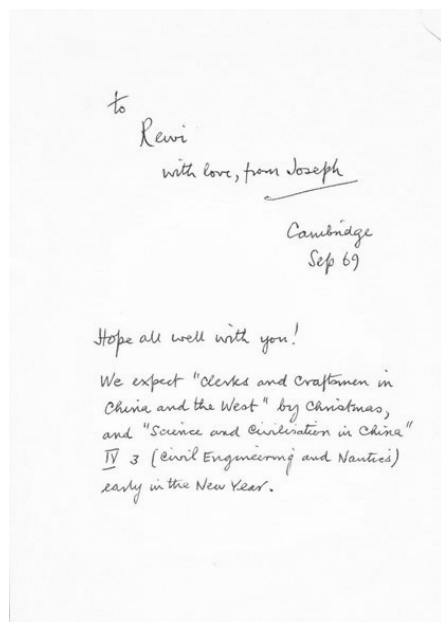 to
Rewi
with love, from Joseph
Cambridge
Sep 69
Hope all well with you!
We expect "Clerks and Craftsmen in
China and the West" by Christmas,
and "Science and Civilisation in China"
IV 3 (Civil Engineering and Nautics)
early in the New Year.